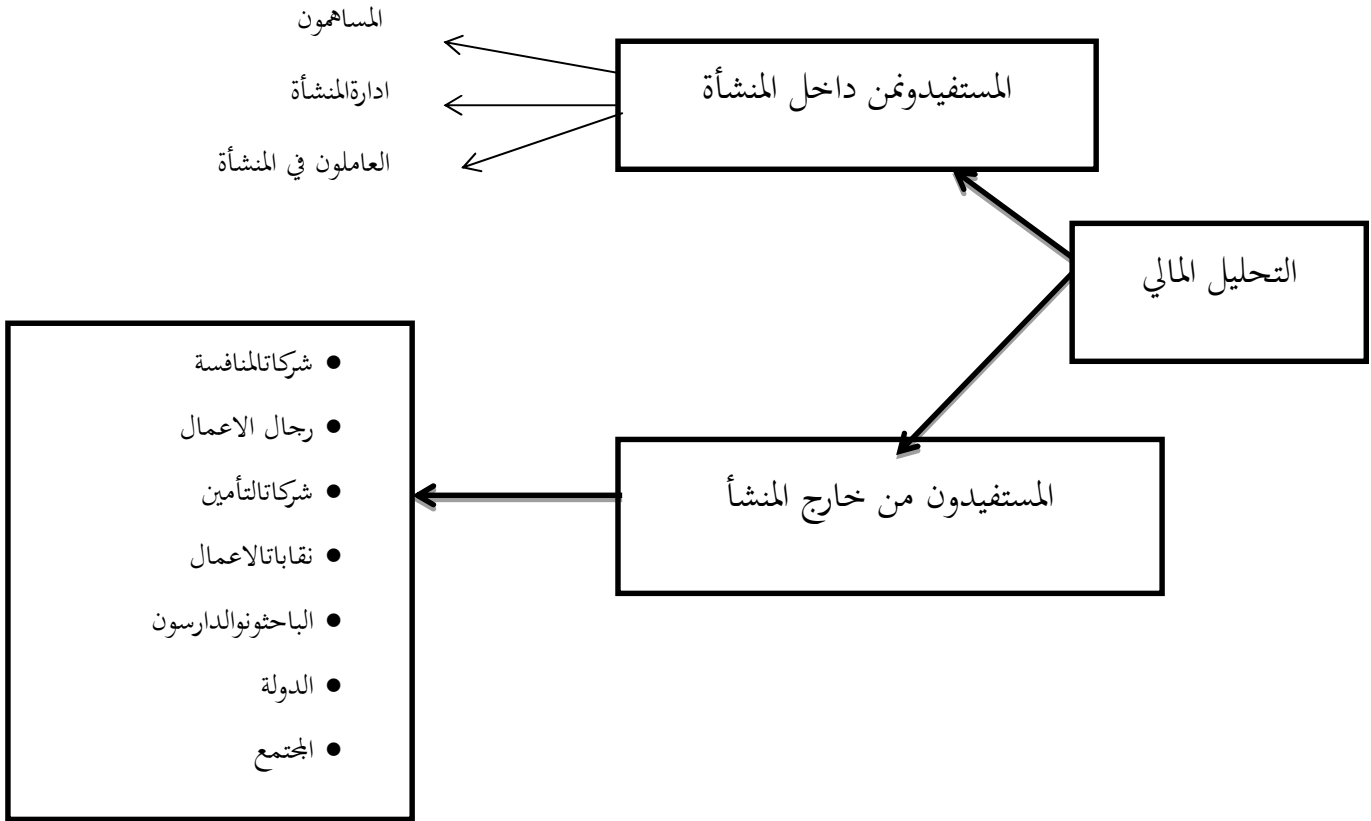 المساهمون
ادارةالمنشأة
العاملون في المنشأة
المستفيدونمن داخل المنشأة
التحليل المالي
المستفيدون من خارج المنشأ
● شركاتالمنافسة
● رجال الاعمال
● شركاتالتأمين
● نقاباتالاعمال
● الباحثونوالدارسون
● الدولة
● المجتمع